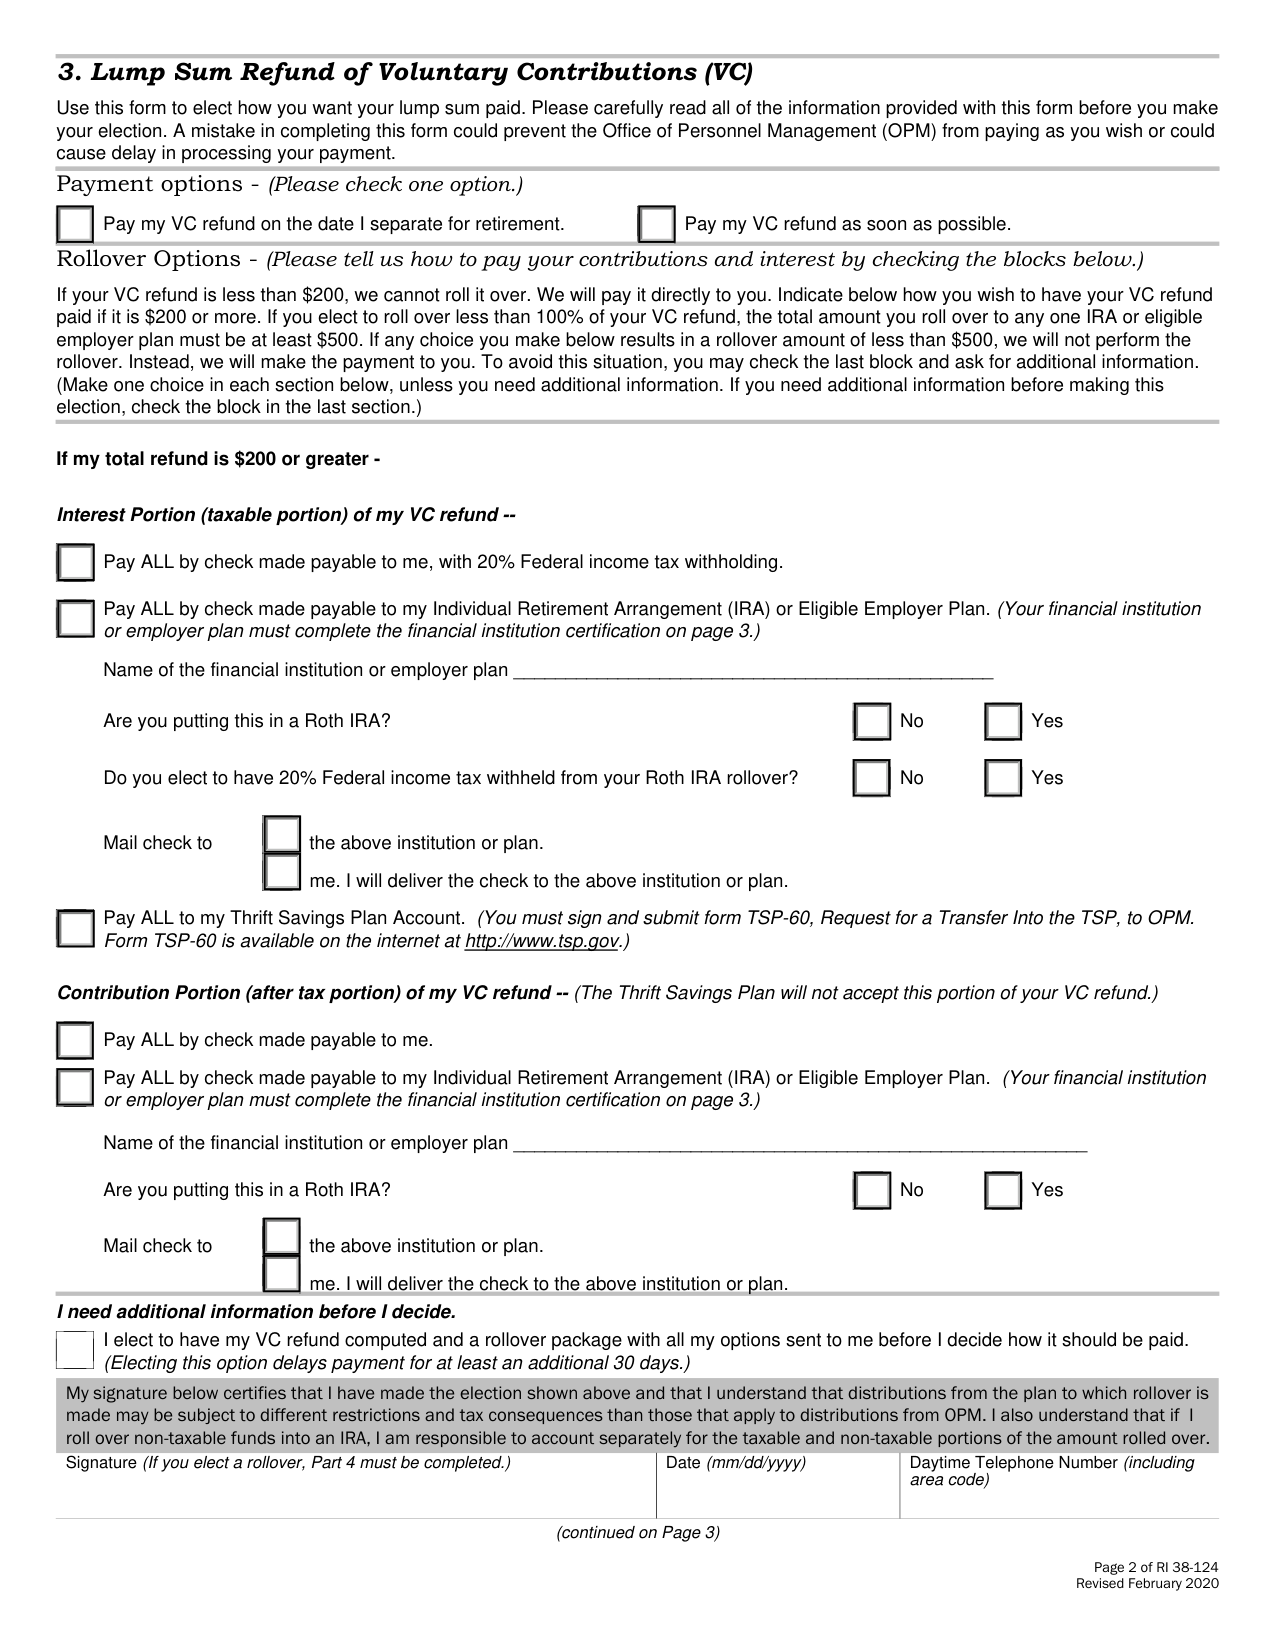 3. Lump Sum Refund of Voluntary Contributions (VC)
Use this form to elect how you want your lump sum paid. Please carefully read all of the information provided with this form before you make
your election. A mistake in completing this form could prevent the Office of Personnel Management (OPM) from paying as you wish or could
cause delay in processing your payment.
Payment options - (Please check one option.)
Pay my VC refund on the date I separate for retirement. Pay my VC refund as soon as possible.
Rollover Options - (Please tell us how to pay your contributions and interest by checking the blocks below.)
If your VC refund is less than $200, we cannot roll it over. We will pay it directly to you. Indicate below how you wish to have your VC refund
paid if it is $200 or more. If you elect to roll over less than 100% of your VC refund, the total amount you roll over to any one IRA or eligible
employer plan must be at least $500. If any choice you make below results in a rollover amount of less than $500, we will not perform the
rollover. Instead, we will make the payment to you. To avoid this situation, you may check the last block and ask for additional information.
(Make one choice in each section below, unless you need additional information. If you need additional information before making this
election, check the block in the last section.)
If my total refund is $200 or greater -
Interest Portion (taxable portion) of my VC refund --
Pay ALL by check made payable to me, with 20% Federal income tax withholding.
Pay ALL by check made payable to my Individual Retirement Arrangement (IRA) or Eligible Employer Plan. (Your financial institution
or employer plan must complete the financial institution certification on page 3.)
Name of the financial institution or employer plan ________________________________________________
Are you putting this in a Roth IRA? No Yes
Do you elect to have 20% Federal income tax withheld from your Roth IRA rollover? No Yes
Mail check to the above institution or plan.
me. I will deliver the check to the above institution or plan.
Pay ALL to my Thrift Savings Plan Account. (You must sign and submit form TSP-60, Request for a Transfer Into the TSP, to OPM.
Form TSP-60 is available on the internet at http://www.tsp.gov.)
Contribution Portion (after tax portion) of my VC refund -- (The Thrift Savings Plan will not accept this portion of your VC refund.)
Pay ALL by check made payable to me.
Pay ALL by check made payable to my Individual Retirement Arrangement (IRA) or Eligible Employer Plan. (Your financial institution
or employer plan must complete the financial institution certification on page 3.)
Name of the financial institution or employer plan _________________________________________________________
Are you putting this in a Roth IRA? No Yes
Mail check to the above institution or plan.
me. I will deliver the check to the above institution or plan.
I need additional information before I decide.
I elect to have my VC refund computed and a rollover package with all my options sent to me before I decide how it should be paid.
(Electing this option delays payment for at least an additional 30 days.)
My signature below certifies that I have made the election shown above and that I understand that distributions from the plan to which rollover is
made may be subject to different restrictions and tax consequences than those that apply to distributions from OPM. I also understand that if I
roll over non-taxable funds into an IRA, I am responsible to account separately for the taxable and non-taxable portions of the amount rolled over.
Signature (If you elect a rollover, Part 4 must be completed.) Date (mm/dd/yyyy) Daytime Telephone Number (including
area code)
(continued on Page 3)
Page 2 of RI 38-124
Revised February 2020